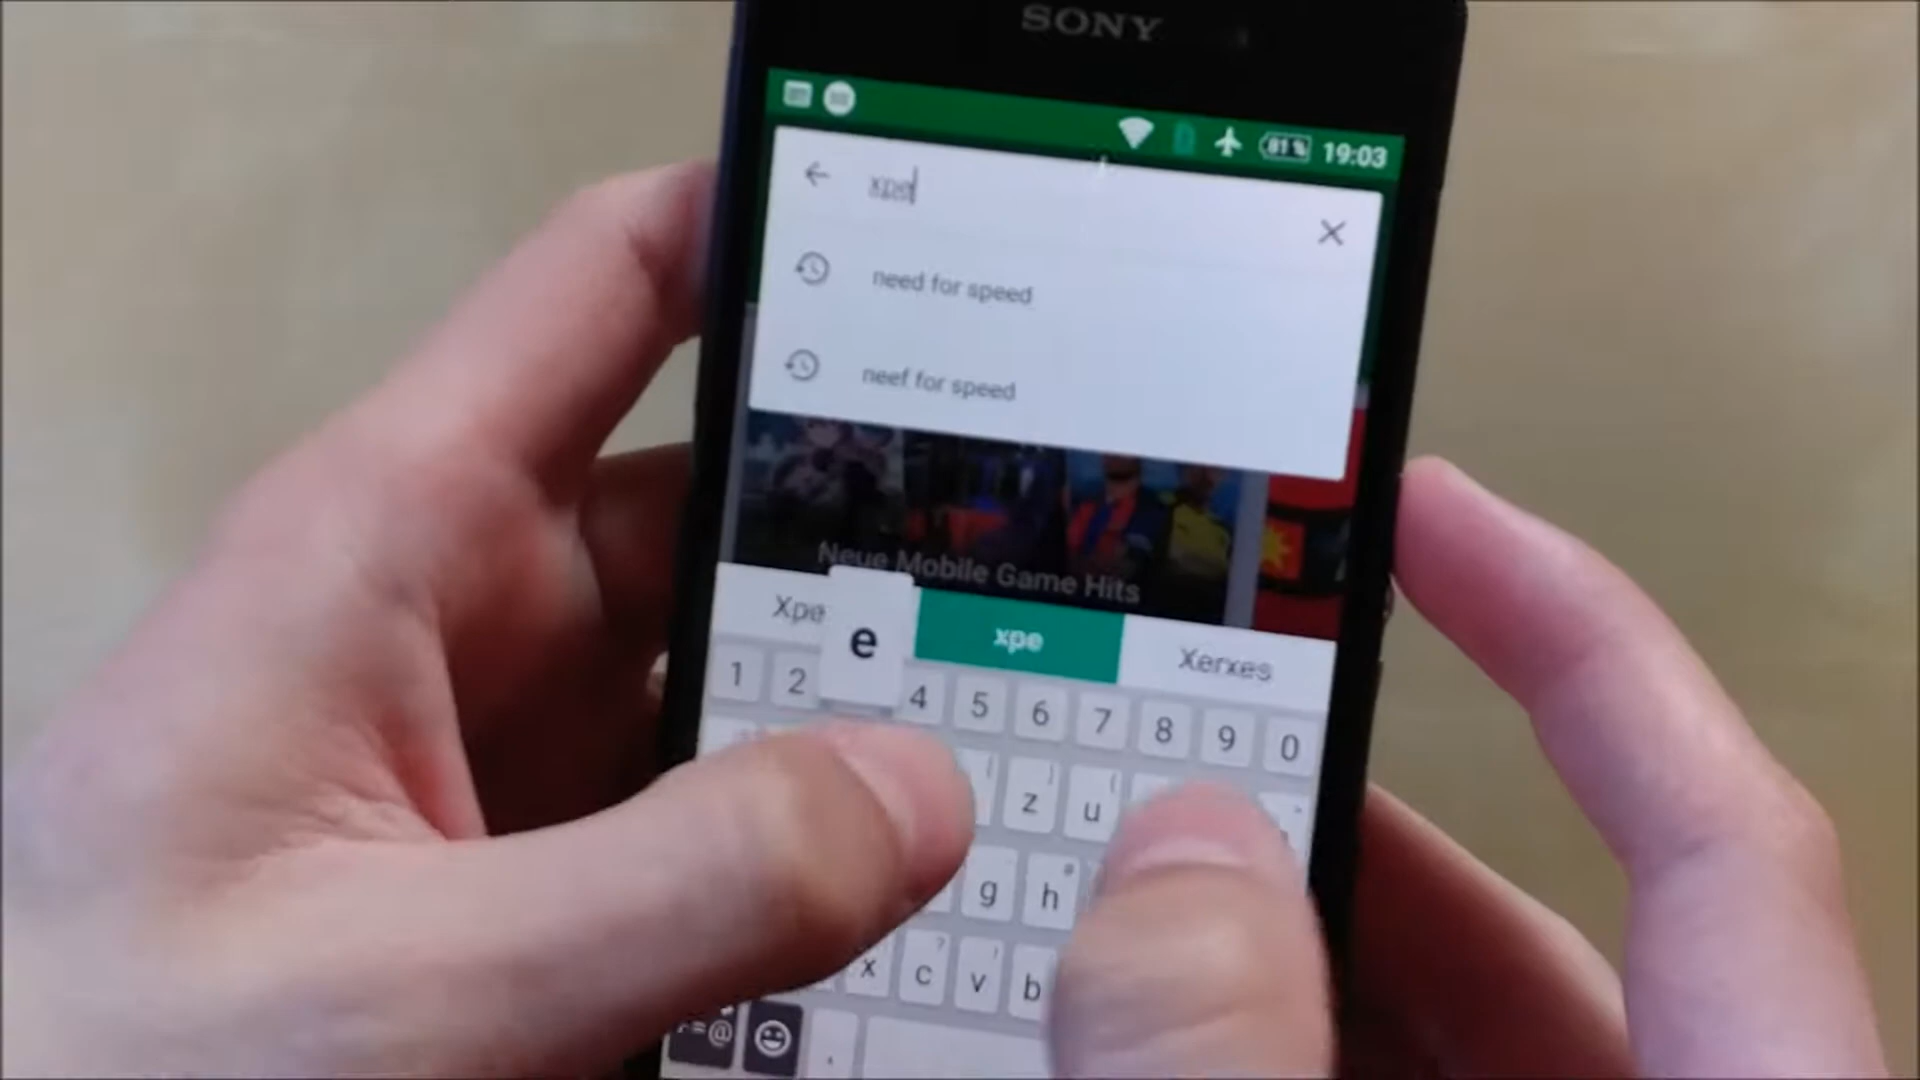 SONY
81% 19:03
xpe
need for speed
neef for speed
Neue Mobile Game Hits
Xpe
e
xpe
Xerxes
1 2 4 5 6 7 8 9 0
z u
g h
x c v b